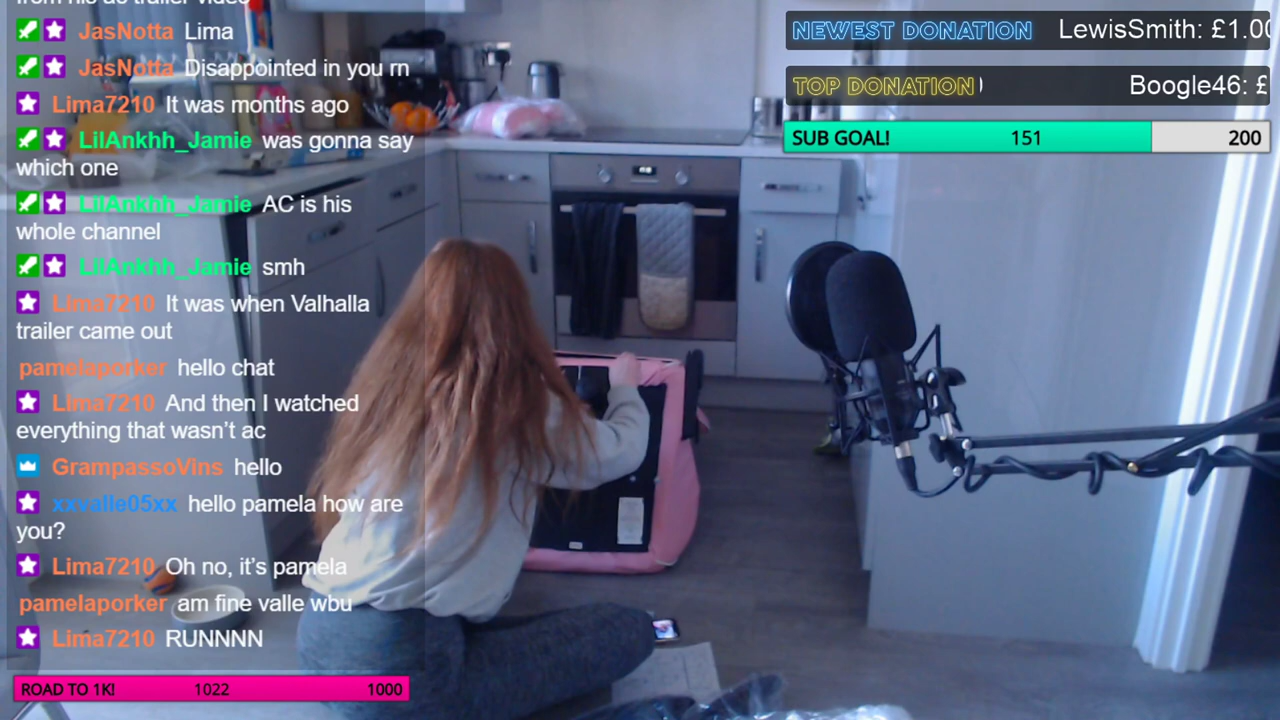 JasNotta Lima
JasNotta Disappointed in you rn
Lima7210 It was months ago
LilAnkhh_Jamie was gonna say
which one
LilAnkhh_Jamie AC is his
whole channel
LilAnkhh_Jamie smh
Lima7210 It was when Valhalla
trailer came out
pamelaporker hello chat
Lima7210 And then I watched
everything that wasn't ac
GrampassoVins hello
xxvalle05xx hello pamela how are
you?
Lima7210 Oh no, it's pamela
pamelaporker am fine valle wbu
Lima7210 RUNNNN
ROAD TO 1K! 1022 1000
NEWEST DONATION LewisSmith: £1.00
TOP DONATION ) Boogle46: £
SUB GOAL! 151 200